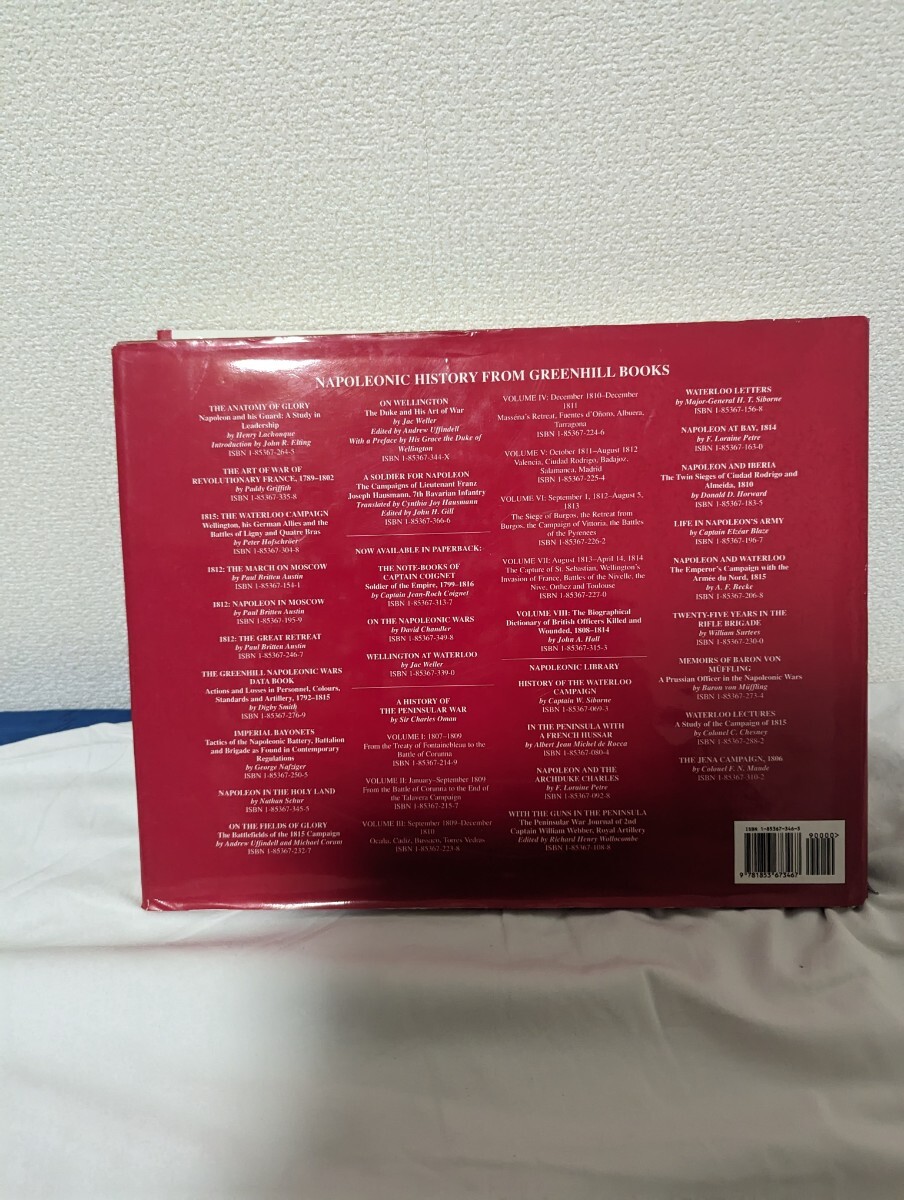 NAPOLEONIC HISTORY FROM GREENHILL BOOKS
THE ANATOMY OF GLORY
Napoleon and his Guard: A Study in
Leadership
by Henry Lachouque
Introduction by John R. Elting
ISBN 1-85367-264-5
THE ART OF WAR OF
REVOLUTIONARY FRANCE, 1789–1802
by Paddy Griffith
ISBN 1-85367-335-8
1815: THE WATERLOO CAMPAIGN
Wellington, his German Allies and the
Battles of Ligny and Quatre Bras
by Peter Hofschröer
ISBN 1-85367-304-8
1812: THE MARCH ON MOSCOW
by Paul Britten Austin
ISBN 1-85367-154-1
1812: NAPOLEON IN MOSCOW
by Paul Britten Austin
ISBN 1-85367-195-9
1812: THE GREAT RETREAT
by Paul Britten Austin
ISBN 1-85367-246-7
THE GREENHILL NAPOLEONIC WARS
DATA BOOK
Actions and Losses in Personnel, Colours,
Standards and Artillery, 1792–1815
by Digby Smith
ISBN 1-85367-276-9
IMPERIAL BAYONETS
Tactics of the Napoleonic Battery, Battalion
and Brigade as Found in Contemporary
Regulations
by George Nafziger
ISBN 1-85367-250-5
NAPOLEON IN THE HOLY LAND
by Nathan Schur
ISBN 1-85367-345-5
ON THE FIELDS OF GLORY
The Battlefields of the 1815 Campaign
by Andrew Uffindell and Michael Corum
ISBN 1-85367-232-7
ON WELLINGTON
The Duke and His Art of War
by Jac Weller
Edited by Andrew Uffindell
With a Preface by His Grace the Duke of
Wellington
ISBN 1-85367-344-X
A SOLDIER FOR NAPOLEON
The Campaigns of Lieutenant Franz
Joseph Hausmann, 7th Bavarian Infantry
Translated by Cynthia Joy Hausmann
Edited by John H. Gill
ISBN 1-85367-366-6
NOW AVAILABLE IN PAPERBACK:
THE NOTE-BOOKS OF
CAPTAIN COIGNET
Soldier of the Empire, 1799–1816
by Captain Jean-Roch Coignet
ISBN 1-85367-313-7
ON THE NAPOLEONIC WARS
by David Chandler
ISBN 1-85367-349-8
WELLINGTON AT WATERLOO
by Jac Weller
ISBN 1-85367-339-0
A HISTORY OF
THE PENINSULAR WAR
by Sir Charles Oman
VOLUME I: 1807–1809
From the Treaty of Fontainebleau to the
Battle of Corunna
ISBN 1-85367-214-9
VOLUME II: January–September 1809
From the Battle of Corunna to the End of
the Talavera Campaign
ISBN 1-85367-215-7
VOLUME III: September 1809–December
1810
Ocaña, Cadiz, Bussaco, Torres Vedras
ISBN 1-85367-223-8
VOLUME IV: December 1810–December
1811
Masséna's Retreat, Fuentes d'Oñoro, Albuera,
Tarragona
ISBN 1-85367-224-6
VOLUME V: October 1811–August 1812
Valencia, Ciudad Rodrigo, Badajoz,
Salamanca, Madrid
ISBN 1-85367-225-4
VOLUME VI: September 1, 1812–August 5,
1813
The Siege of Burgos, the Retreat from
Burgos, the Campaign of Vittoria, the Battles
of the Pyrenees
ISBN 1-85367-226-2
VOLUME VII: August 1813–April 14, 1814
The Capture of St. Sebastian, Wellington's
Invasion of France, Battles of the Nivelle, the
Nive, Orthez and Toulouse
ISBN 1-85367-227-0
VOLUME VIII: The Biographical
Dictionary of British Officers Killed and
Wounded, 1808–1814
by John A. Hall
ISBN 1-85367-315-3
NAPOLEONIC LIBRARY
HISTORY OF THE WATERLOO
CAMPAIGN
by Captain W. Siborne
ISBN 1-85367-069-3
IN THE PENINSULA WITH
A FRENCH HUSSAR
by Albert Jean Michel de Rocca
ISBN 1-85367-080-4
NAPOLEON AND THE
ARCHDUKE CHARLES
by F. Loraine Petre
ISBN 1-85367-092-8
WITH THE GUNS IN THE PENINSULA
The Peninsular War Journal of 2nd
Captain William Webber, Royal Artillery
Edited by Richard Henry Wollocombe
ISBN 1-85367-108-8
WATERLOO LETTERS
by Major-General H. T. Siborne
ISBN 1-85367-156-8
NAPOLEON AT BAY, 1814
by F. Loraine Petre
ISBN 1-85367-163-0
NAPOLEON AND IBERIA
The Twin Sieges of Ciudad Rodrigo and
Almeida, 1810
by Donald D. Horward
ISBN 1-85367-183-5
LIFE IN NAPOLEON'S ARMY
by Captain Elzéar Blaze
ISBN 1-85367-196-7
NAPOLEON AND WATERLOO
The Emperor's Campaign with the
Armée du Nord, 1815
by A. F. Becke
ISBN 1-85367-206-8
TWENTY-FIVE YEARS IN THE
RIFLE BRIGADE
by William Surtees
ISBN 1-85367-230-0
MEMOIRS OF BARON VON
MÜFFLING
A Prussian Officer in the Napoleonic Wars
by Baron von Müffling
ISBN 1-85367-273-4
WATERLOO LECTURES
A Study of the Campaign of 1815
by Colonel C. Chesney
ISBN 1-85367-288-2
THE JENA CAMPAIGN, 1806
by Colonel F. N. Maude
ISBN 1-85367-310-2
ISBN 1-85367-346-3
90000>
9 781853 673467